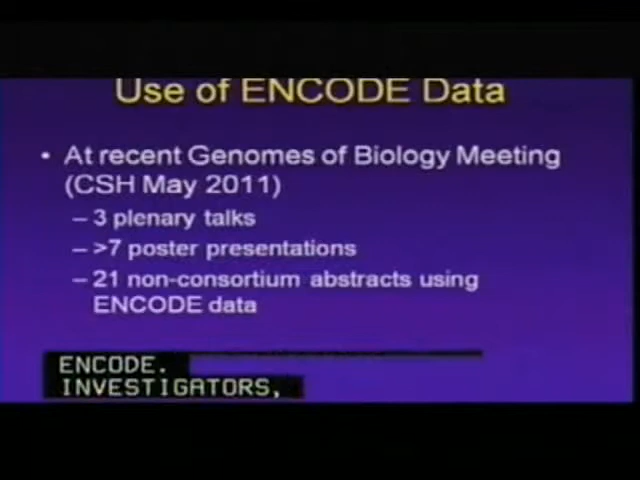 Use of ENCODE Data
• At recent Genomes of Biology Meeting
(CSH May 2011)
– 3 plenary talks
– >7 poster presentations
– 21 non-consortium abstracts using
ENCODE data
ENCODE.
INVESTIGATORS,